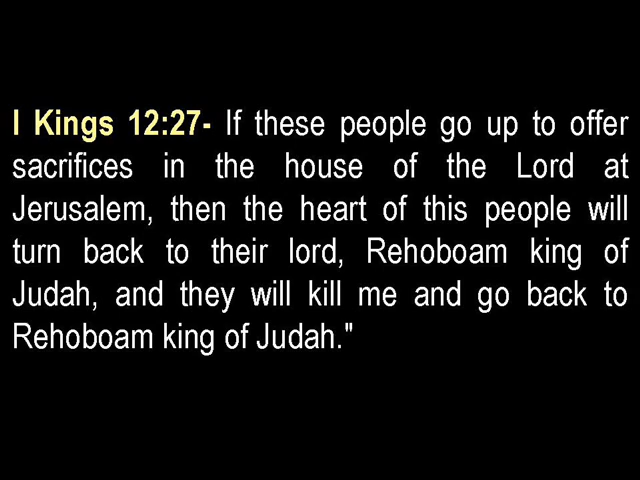 I Kings 12:27- If these people go up to offer
sacrifices in the house of the Lord at
Jerusalem, then the heart of this people will
turn back to their lord, Rehoboam king of
Judah, and they will kill me and go back to
Rehoboam king of Judah."